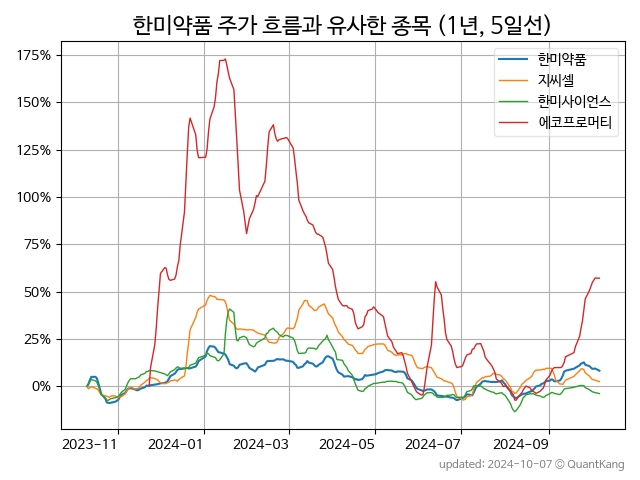 한미약품 주가 흐름과 유사한 종목 (1년, 5일선)
175%
150%
125%
100%
75%
50%
25%
0%
한미약품
지씨셀
한미사이언스
에코프로머티
2023-11
2024-01
2024-03
2024-05
2024-07
2024-09
updated: 2024-10-07 © QuantKang